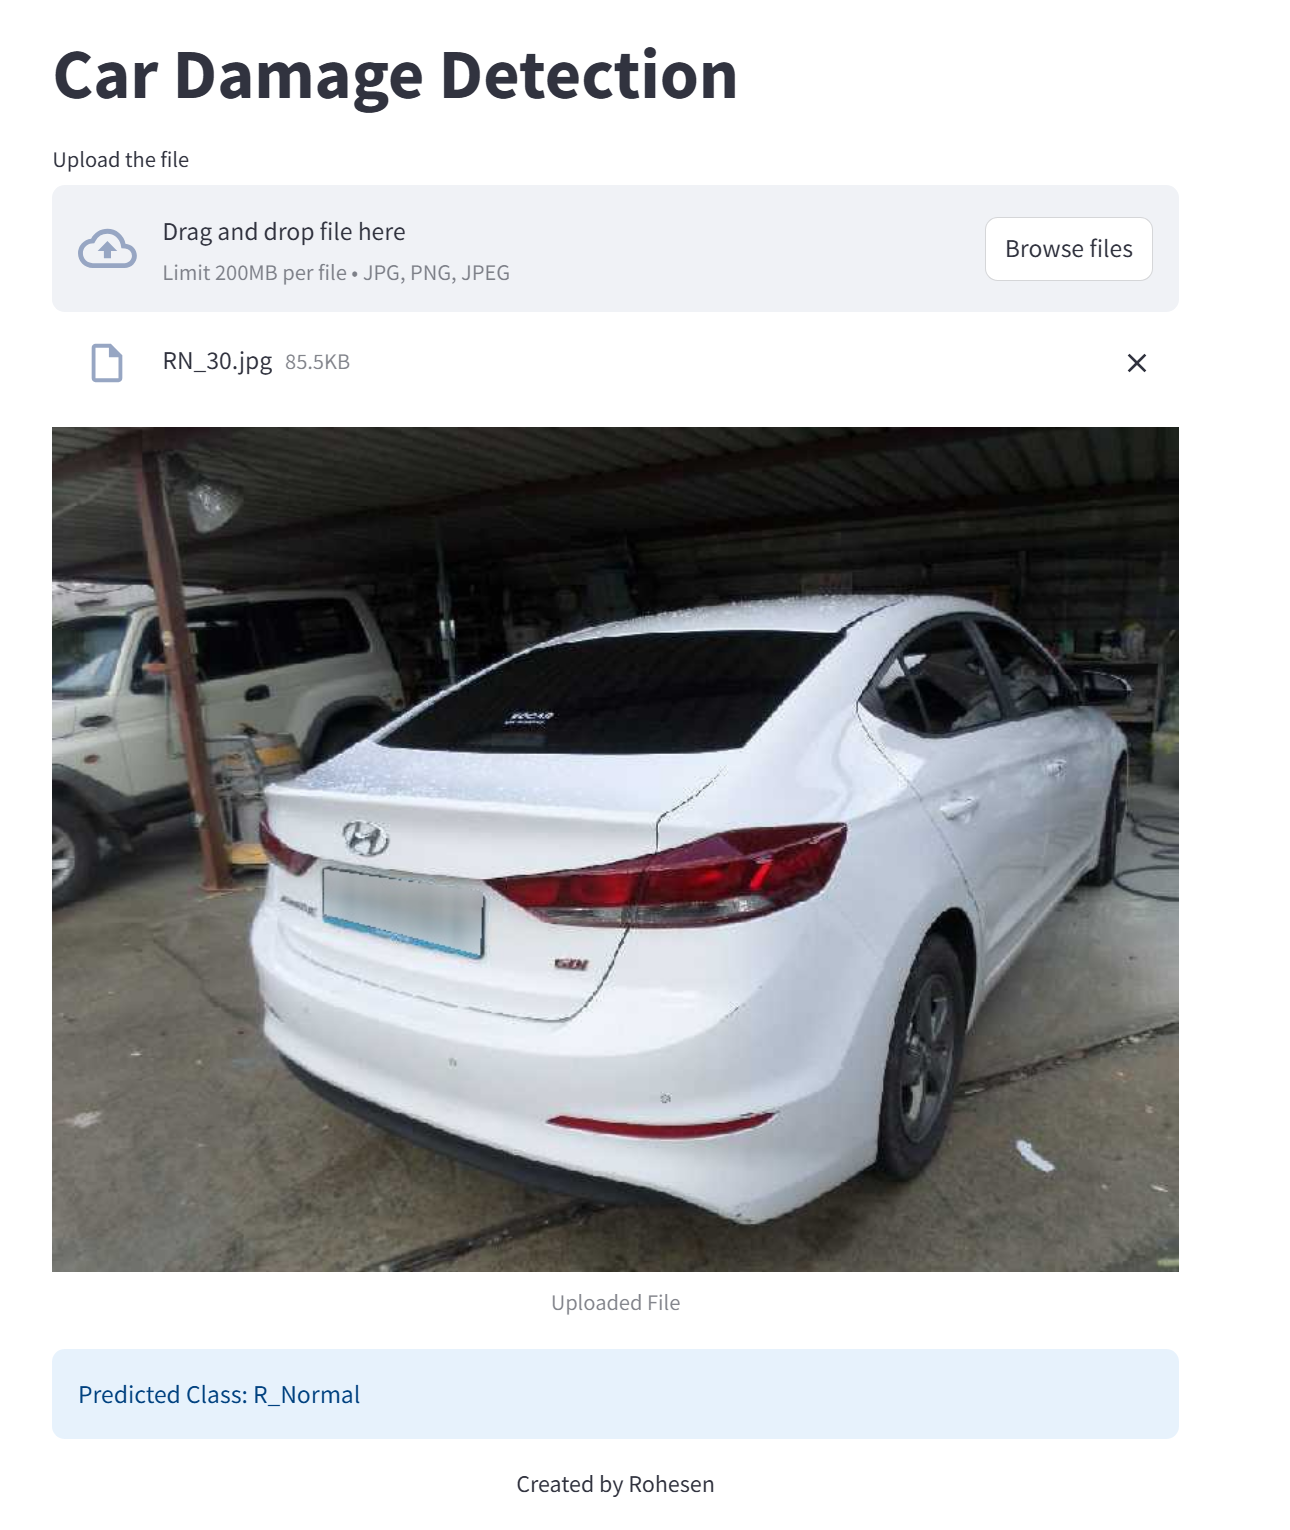 Car Damage Detection
Upload the file
Drag and drop file here
Limit 200MB per file • JPG, PNG, JPEG
Browse files
RN_30.jpg 85.5KB
GDI
Uploaded File
Predicted Class: R_Normal
Created by Rohesen